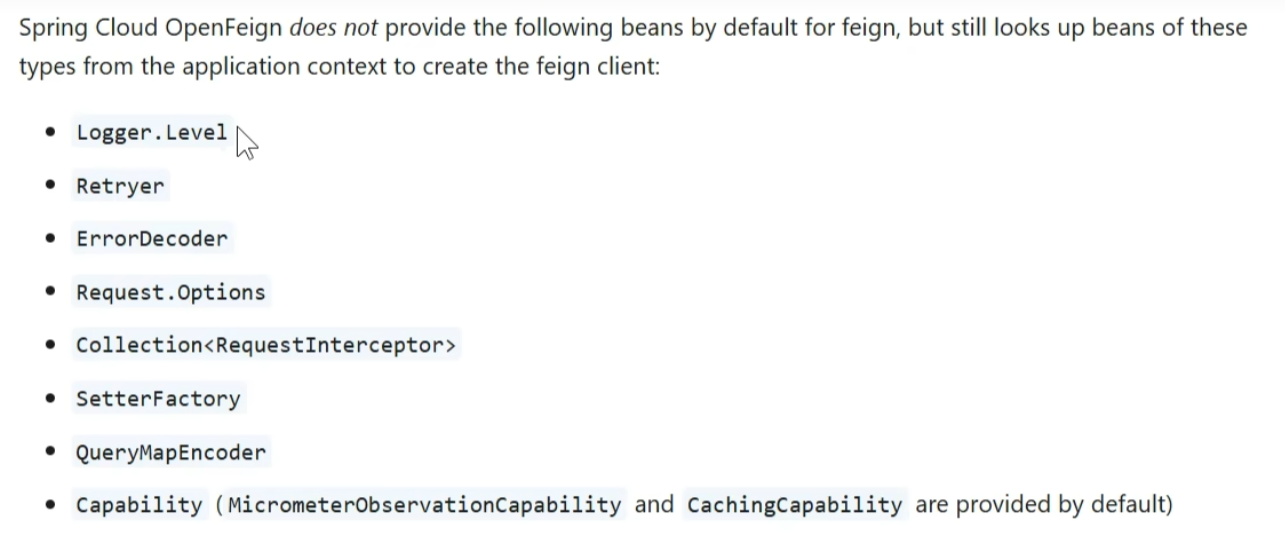 Spring Cloud OpenFeign does not provide the following beans by default for feign, but still looks up beans of these
types from the application context to create the feign client:
• Logger.Level
• Retryer
• ErrorDecoder
• Request.Options
• Collection<RequestInterceptor>
• SetterFactory
• QueryMapEncoder
• Capability (MicrometerObservationCapability and CachingCapability are provided by default)